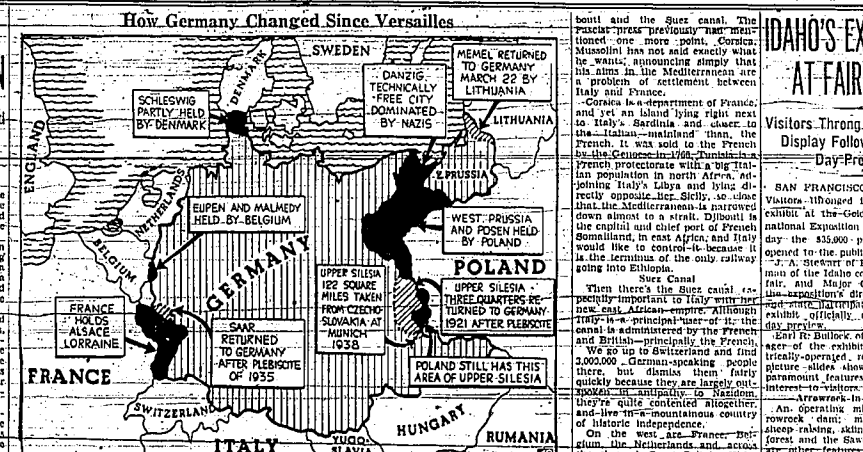 How Germany Changed Since Versailles
SWEDEN
DENMARK
MEMEL RETURNED
TO GERMANY
MARCH 22 BY
LITHUANIA
DANZIG,
TECHNICALLY
FREE CITY
DOMINATED
BY NAZIS
SCHLESWIG
PARTLY HELD
BY DENMARK
LITHUANIA
ENGLAND
E. PRUSSIA
NETHERLANDS
EUPEN AND MALMEDY
HELD BY BELGIUM
WEST PRUSSIA
AND POSEN HELD
BY POLAND
BELGIUM
GERMANY
POLAND
UPPER SILESIA
122 SQUARE
MILES TAKEN
FROM CZECHO-
SLOVAKIA AT
MUNICH
1938
UPPER SILESIA -
THREE QUARTERS RE-
TURNED TO GERMANY
1921 AFTER PLEBISCITE
FRANCE
HOLDS
ALSACE
LORRAINE
SAAR
RETURNED
TO GERMANY
AFTER PLEBISCITE
OF 1935
POLAND STILL HAS THIS
AREA OF UPPER SILESIA
FRANCE
SWITZERLAND
HUNGARY
ITALY
YUGO-
SLAVIA
RUMANIA
bouti and the Suez canal. The
Fascist press previously had men-
tioned one more point, Corsica.
Mussolini has not said exactly what
he wants, announcing simply that
his aims in the Mediterranean are
a problem of settlement between
Italy and France.
Corsica is a department of France,
and yet an island lying right next
to Italy's Sardinia and closer to
the Italian mainland than the
French. It was sold to the French
by the Genoese in 1768. Tunisia is a
French protectorate with a big Ital-
ian population in north Africa, ad-
joining Italy's Libya and lying di-
rectly opposite her Sicily, so close
that the Mediterranean is narrowed
down almost to a strait. Djibouti is
the capital and chief port of French
Somaliland, in east Africa, and Italy
would like to control it because it
is the terminus of the only railway
going into Ethiopia.
Suez Canal
Then there's the Suez canal, es-
pecially important to Italy with her
new east African empire. Although
Italy is a principal user of it, the
canal is administered by the French
and British—principally the French.
We go up to Switzerland and find
3,000,000 German-speaking people
there, but dismiss them fairly
quickly because they are largely out-
spoken in antipathy to Nazidom,
they're quite contented altogether,
and live in a mountainous country
of historic independence.
On the west are France, Bel-
gium, the Netherlands and across
IDAHO'S EX
AT FAIR
Visitors Throng
Display Follow
Day Pre
SAN FRANCISCO
Visitors thronged
exhibit at the Gol
national Exposition
day the $35,000 p
opened to the publi
J. A. Stewart of
man of the Idaho co
fair, and Major
the exposition's dir
and state participat
exhibit officially
day preview.
Earl R. Bullock, of
ager of the exhibit
trically-operated
picture slides show
paramount feature
interest to visitors
Arrowrock In
An operating mi
rowrock dam; m
sheep raising, skiin
forest and the Saw
are other features